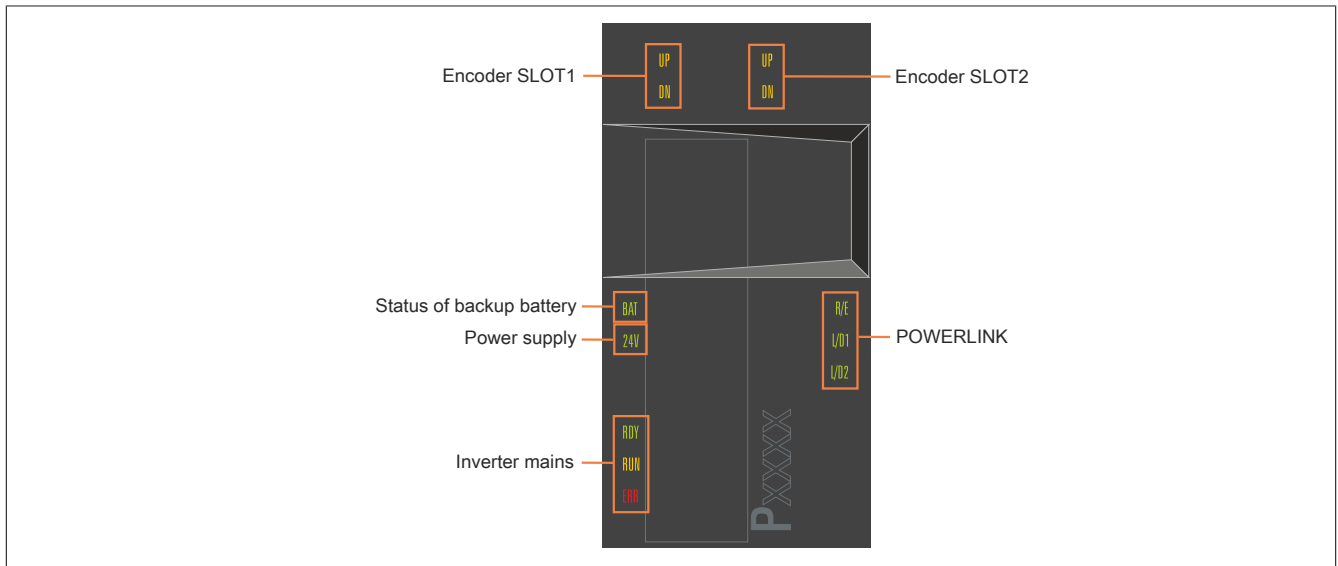 UP
DN
UP
DN
Encoder SLOT1
Encoder SLOT2
Status of backup battery
BAT
R/E
Power supply
24V
L/D1
POWERLINK
L/D2
RDY
Inverter mains
RUN
ERR
Pxxxxx